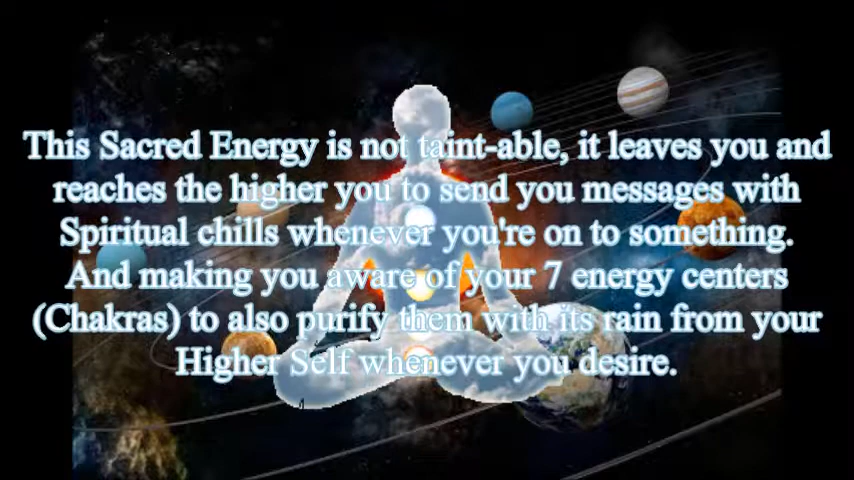 This Sacred Energy is not taint-able, it leaves you and
reaches the higher you to send you messages with
Spiritual chills whenever you're on to something.
And making you aware of your 7 energy centers
(Chakras) to also purify them with its rain from your
Higher Self whenever you desire.